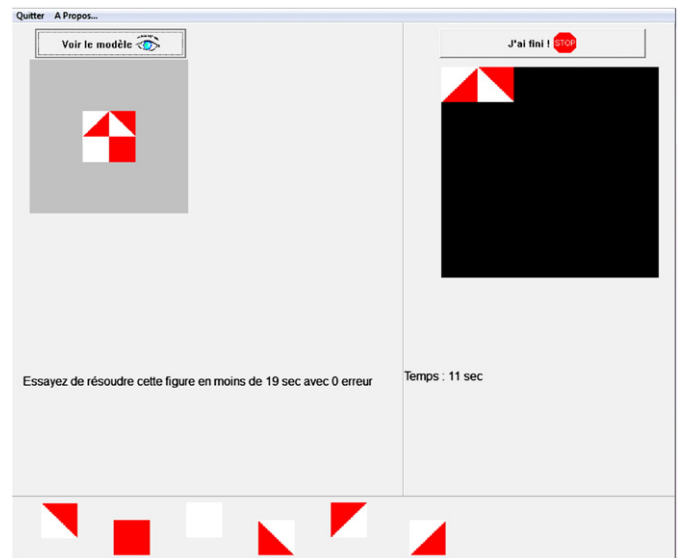 Quitter A Propos...
Voir le modèle
J'ai fini ! STOP
Essayez de résoudre cette figure en moins de 19 sec avec 0 erreur
Temps : 11 sec